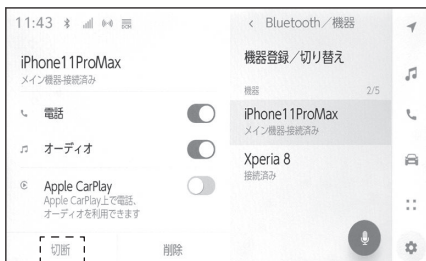 11:43
iPhone11ProMax
メイン機器-接続済み
電話
オーディオ
Apple CarPlay
Apple CarPlay上で電話、
オーディオを利用できます
切断
削除
< Bluetooth／機器
機器登録／切り替え
機器 2/5
iPhone11ProMax
メイン機器-接続済み
Xperia 8
接続済み